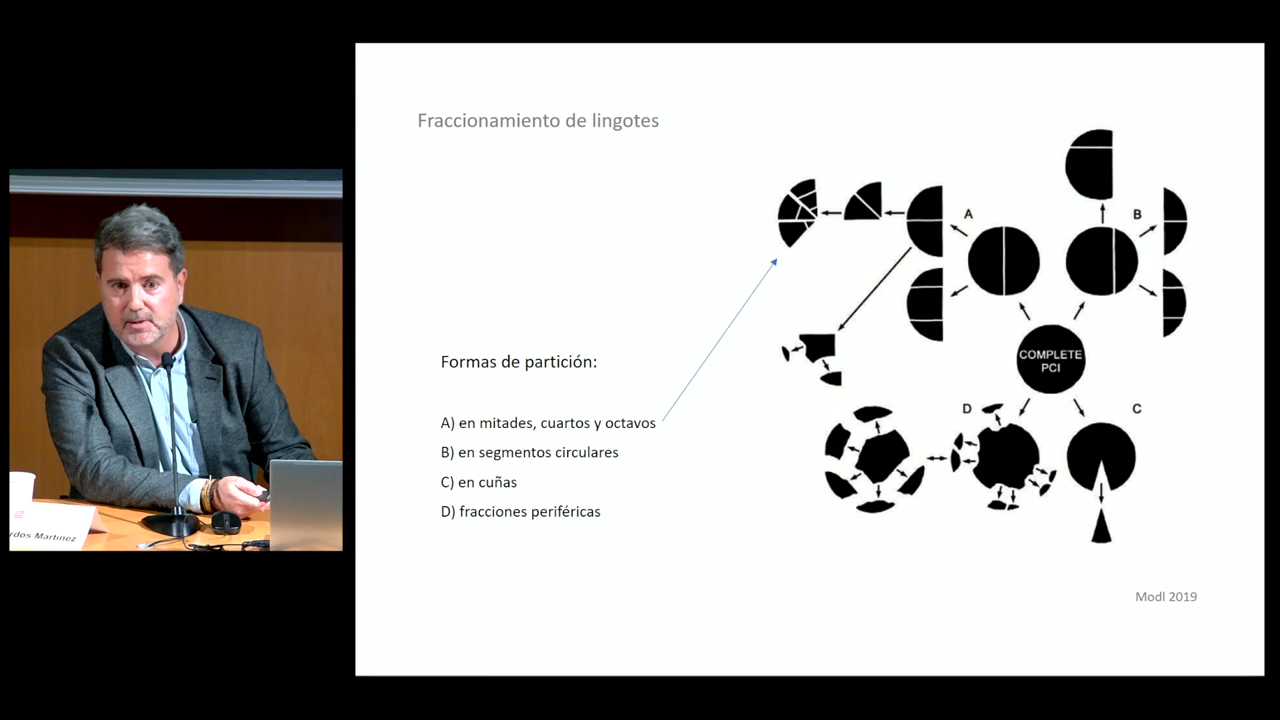 Fraccionamiento de lingotes
A
B
COMPLETE
PCI
Formas de partición:
A) en mitades, cuartos y octavos
B) en segmentos circulares
C) en cuñas
D) fracciones periféricas
D
C
Modl 2019
rdos Martínez